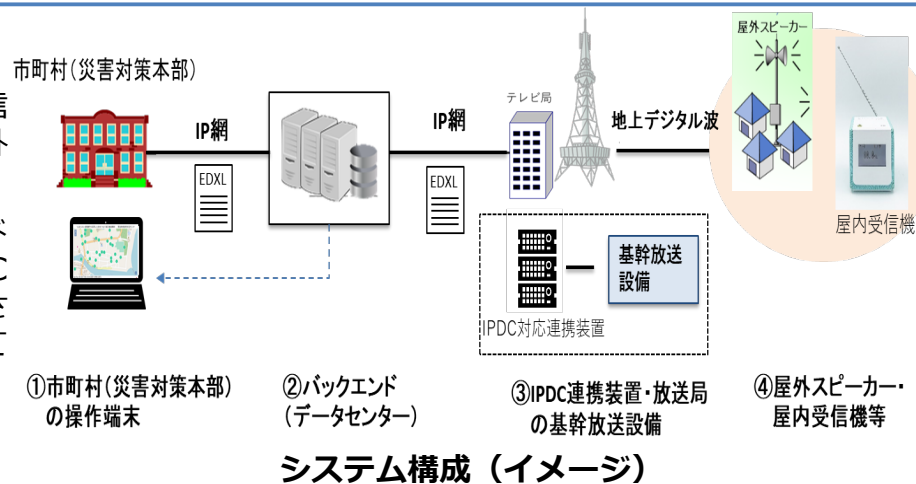 市町村(災害対策本部)
IP網
EDXL
IP網
EDXL
テレビ局
地上デジタル波
屋外スピーカー
屋内受信機
基幹放送
設備
IPDC対応連携装置
①市町村(災害対策本部)
の操作端末
②バックエンド
(データセンター)
③IPDC連携装置・放送局
の基幹放送設備
④屋外スピーカー・
屋内受信機等
システム構成（イメージ）